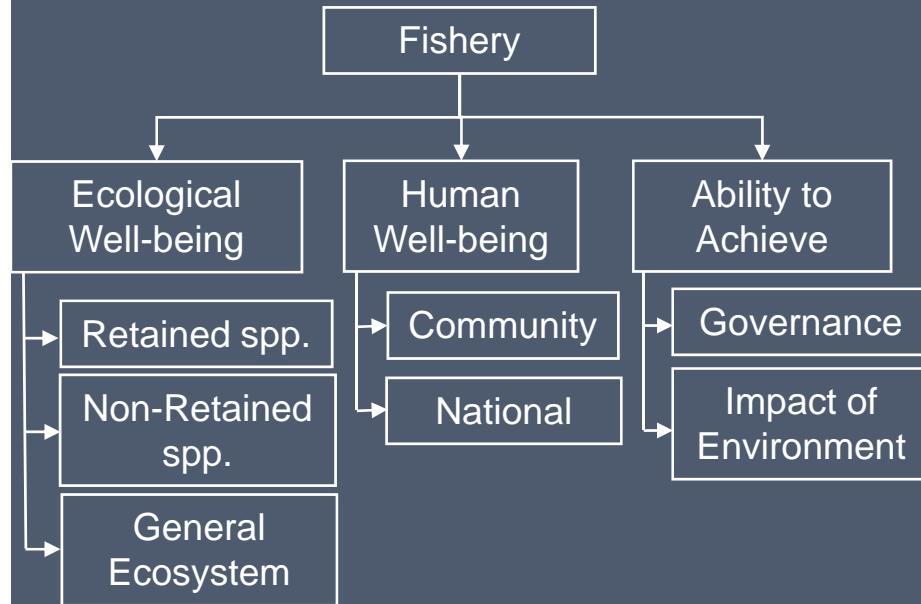 Fishery
Ecological
Well-being
Retained spp.
Non-Retained
spp.
General
Ecosystem
Human
Well-being
Community
National
Ability to
Achieve
Governance
Impact of
Environment